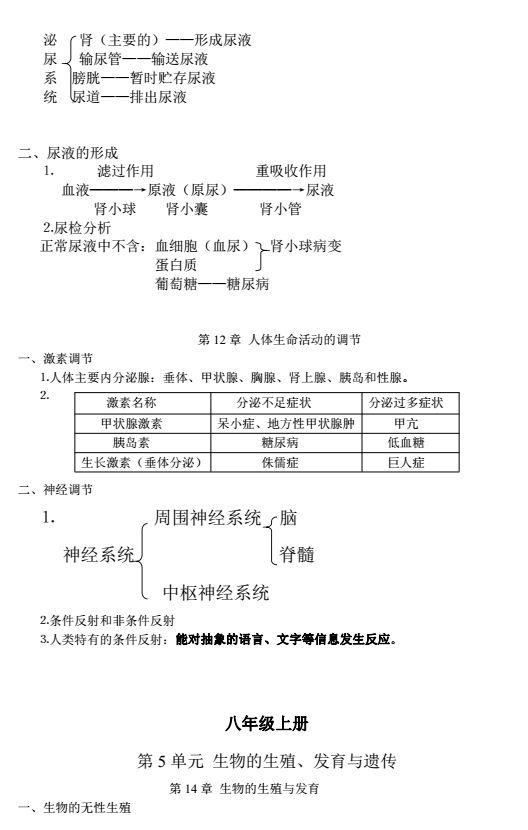 泌 肾（主要的）——形成尿液
尿 输尿管——输送尿液
系 膀胱——暂时贮存尿液
统 尿道——排出尿液
二、尿液的形成
1. 滤过作用 重吸收作用
血液———→原液（原尿）————→尿液
肾小球 肾小囊 肾小管
2.尿检分析
正常尿液中不含：血细胞（血尿） 肾小球病变
蛋白质
葡萄糖——糖尿病
第 12 章 人体生命活动的调节
一、激素调节
1.人体主要内分泌腺：垂体、甲状腺、胸腺、肾上腺、胰岛和性腺。
2.
激素名称 分泌不足症状 分泌过多症状
甲状腺激素 呆小症、地方性甲状腺肿 甲亢
胰岛素 糖尿病 低血糖
生长激素（垂体分泌） 侏儒症 巨人症
二、神经调节
1.
周围神经系统 脑
神经系统 脊髓
中枢神经系统
2.条件反射和非条件反射
3.人类特有的条件反射：能对抽象的语言、文字等信息发生反应。
八年级上册
第 5 单元 生物的生殖、发育与遗传
第 14 章 生物的生殖与发育
一、生物的无性生殖